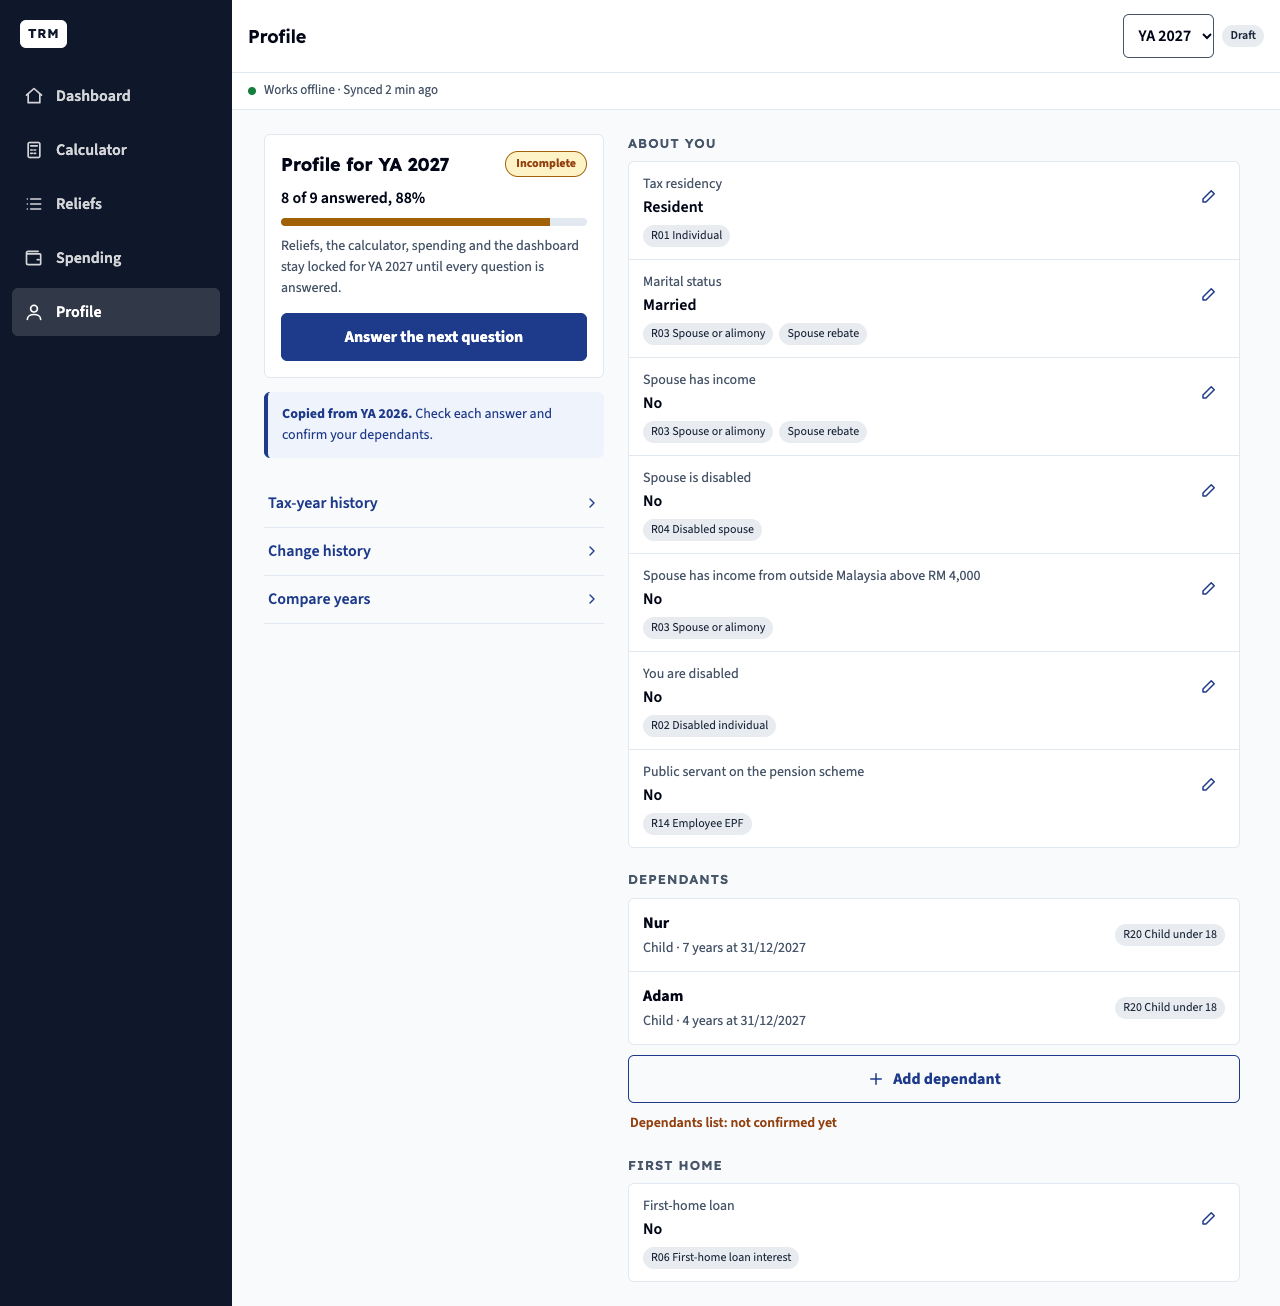 TRM
Dashboard
Calculator
Reliefs
Spending
Profile
Profile
YA 2027
Draft
Works offline · Synced 2 min ago
Profile for YA 2027
Incomplete
8 of 9 answered, 88%
Reliefs, the calculator, spending and the dashboard
stay locked for YA 2027 until every question is
answered.
Answer the next question
Copied from YA 2026. Check each answer and
confirm your dependants.
Tax-year history
Change history
Compare years
ABOUT YOU
Tax residency
Resident
R01 Individual
Marital status
Married
R03 Spouse or alimony
Spouse rebate
Spouse has income
No
R03 Spouse or alimony
Spouse rebate
Spouse is disabled
No
R04 Disabled spouse
Spouse has income from outside Malaysia above RM 4,000
No
R03 Spouse or alimony
You are disabled
No
R02 Disabled individual
Public servant on the pension scheme
No
R14 Employee EPF
DEPENDANTS
Nur
Child · 7 years at 31/12/2027
R20 Child under 18
Adam
Child · 4 years at 31/12/2027
R20 Child under 18
Add dependant
Dependants list: not confirmed yet
FIRST HOME
First-home loan
No
R06 First-home loan interest